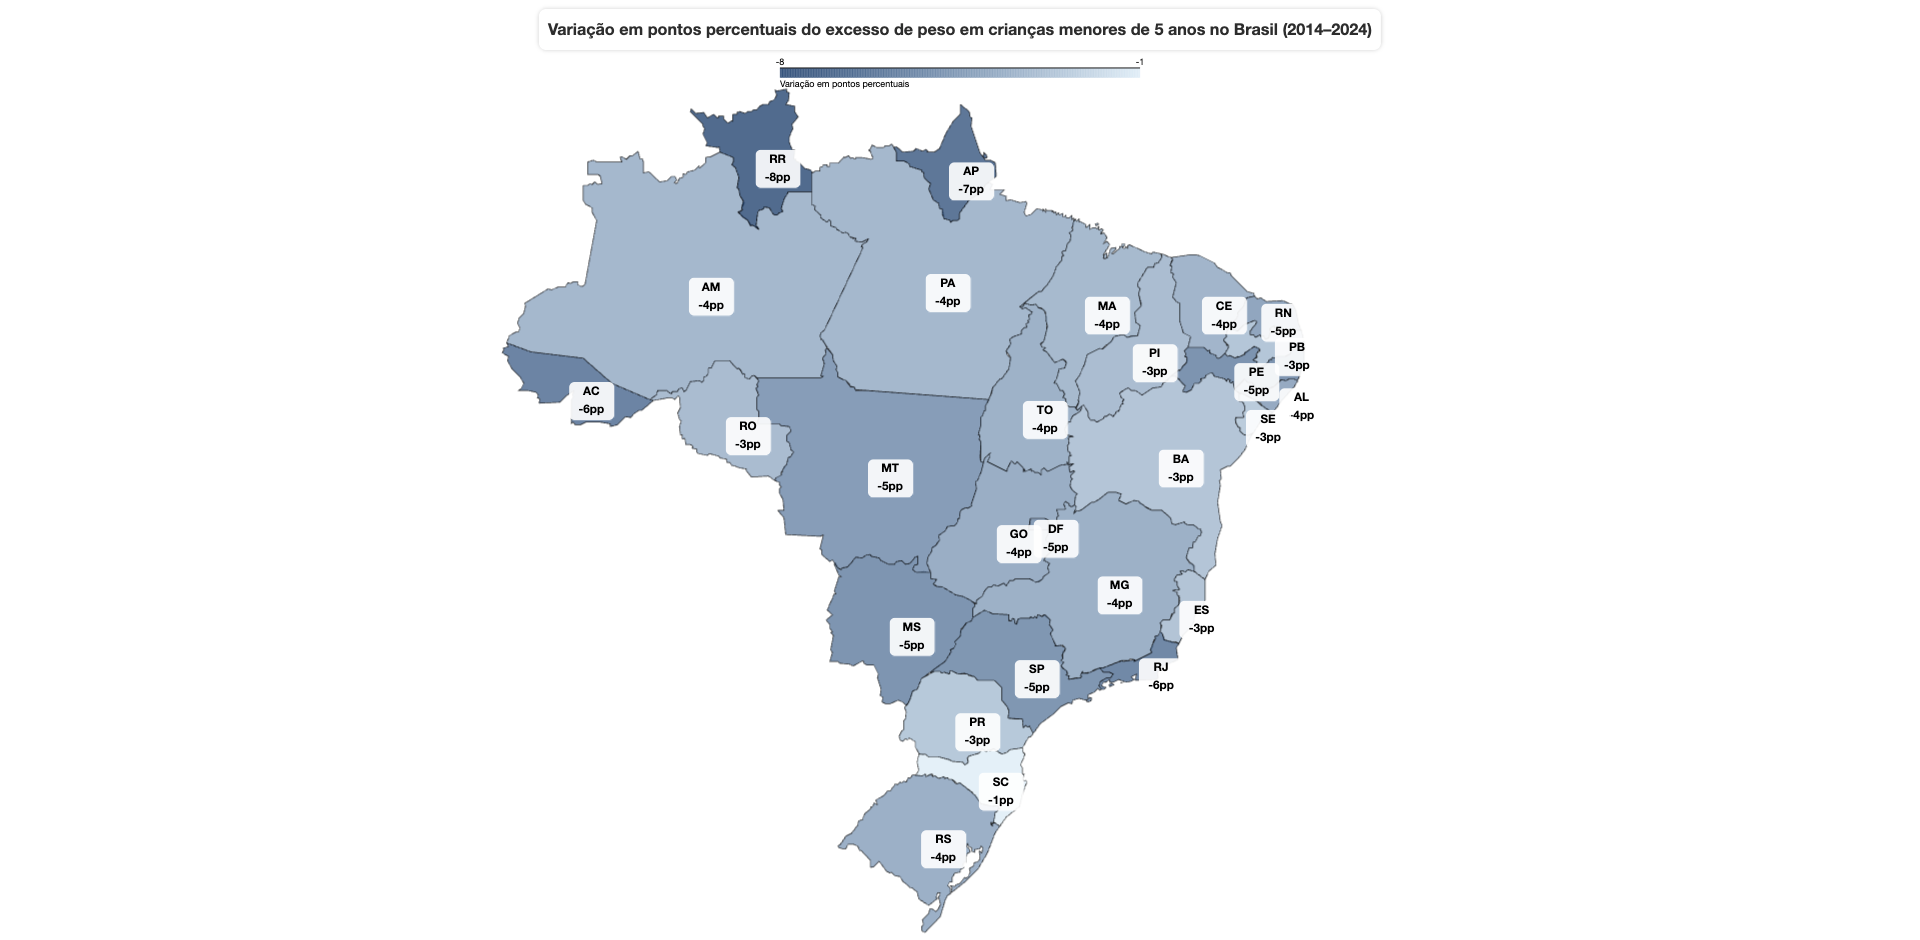 Variação em pontos percentuais do excesso de peso em crianças menores de 5 anos no Brasil (2014–2024)
-8
-1
Variação em pontos percentuais
RR
-8pp
AP
-7pp
AM
-4pp
PA
-4pp
MA
-4pp
CE
-4pp
RN
-5pp
PI
-3pp
PB
-3pp
PE
-5pp
AC
-6pp
AL
-4pp
TO
-4pp
SE
-3pp
RO
-3pp
BA
-3pp
MT
-5pp
GO
-4pp
DF
-5pp
MG
-4pp
ES
-3pp
MS
-5pp
SP
-5pp
RJ
-6pp
PR
-3pp
SC
-1pp
RS
-4pp